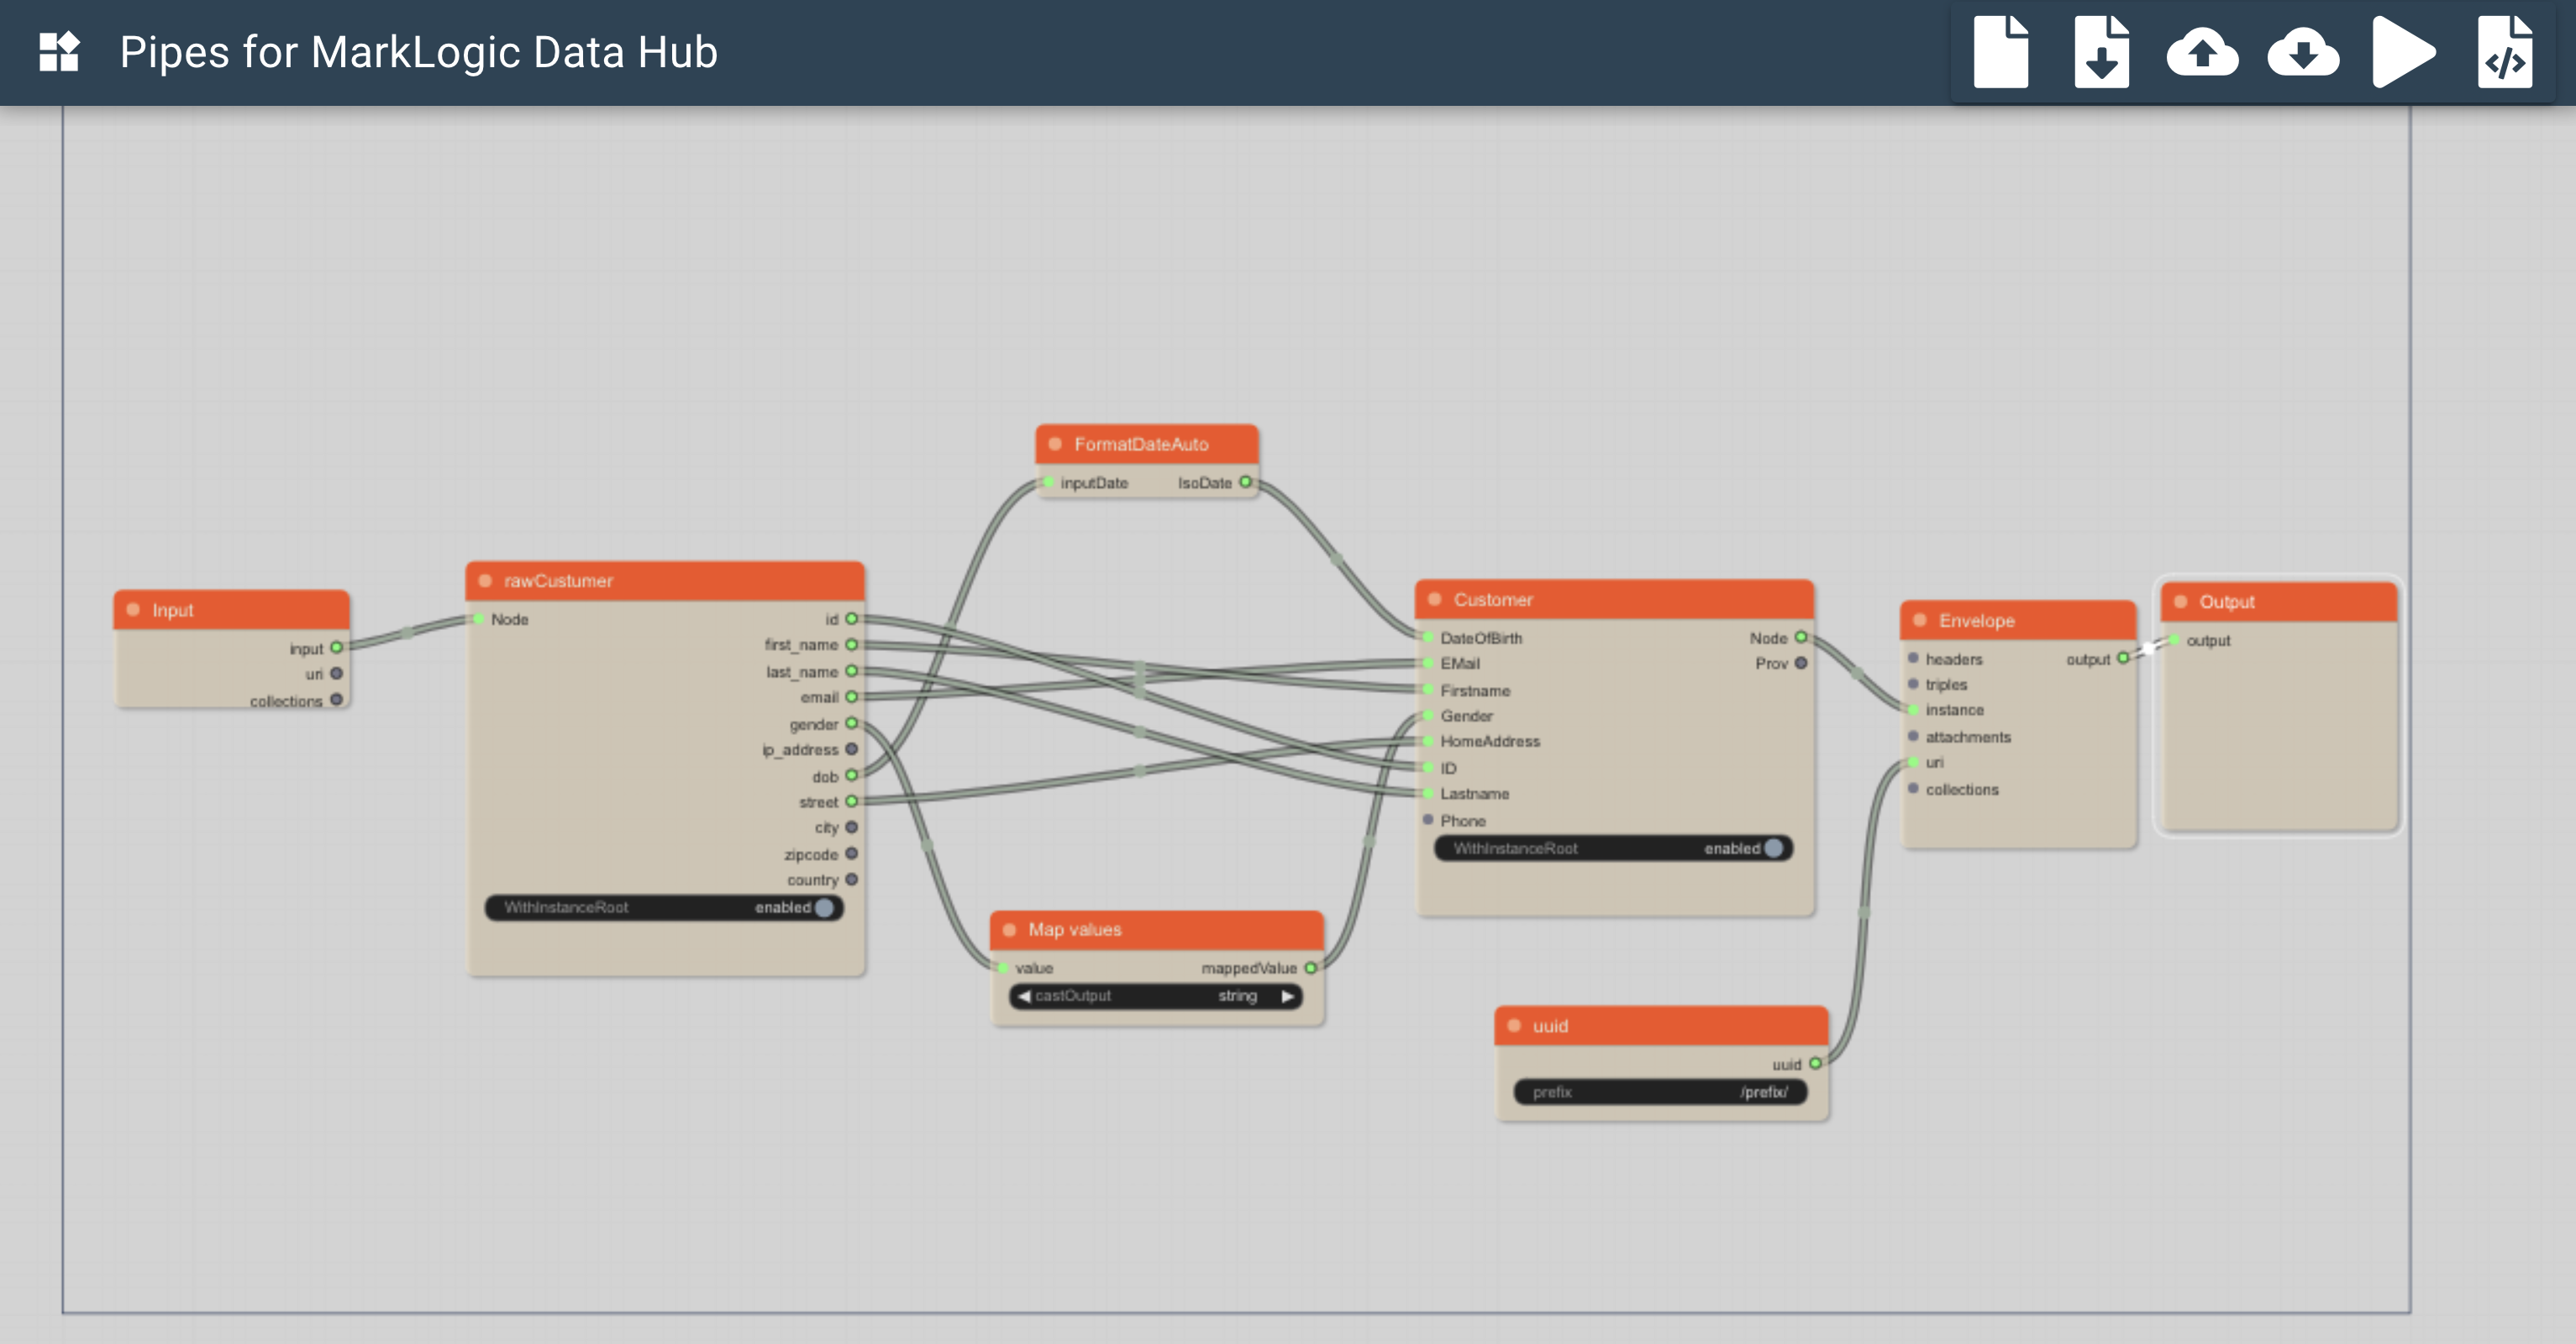 Pipes for MarkLogic Data Hub
FormatDateAuto
inputDate IsoDate
Input
input
uri
collections
rawCustumer
Node id
first_name
last_name
email
gender
ip_address
dob
street
city
zipcode
country
WithInstanceRoot enabled
Map values
value mappedValue
castOutput string
Customer
DateOfBirth Node
EMail Prov
Firstname
Gender
HomeAddress
ID
Lastname
Phone
WithInstanceRoot enabled
uuid
uuid
prefix /prefix/
Envelope
headers output
triples
instance
attachments
uri
collections
Output
output